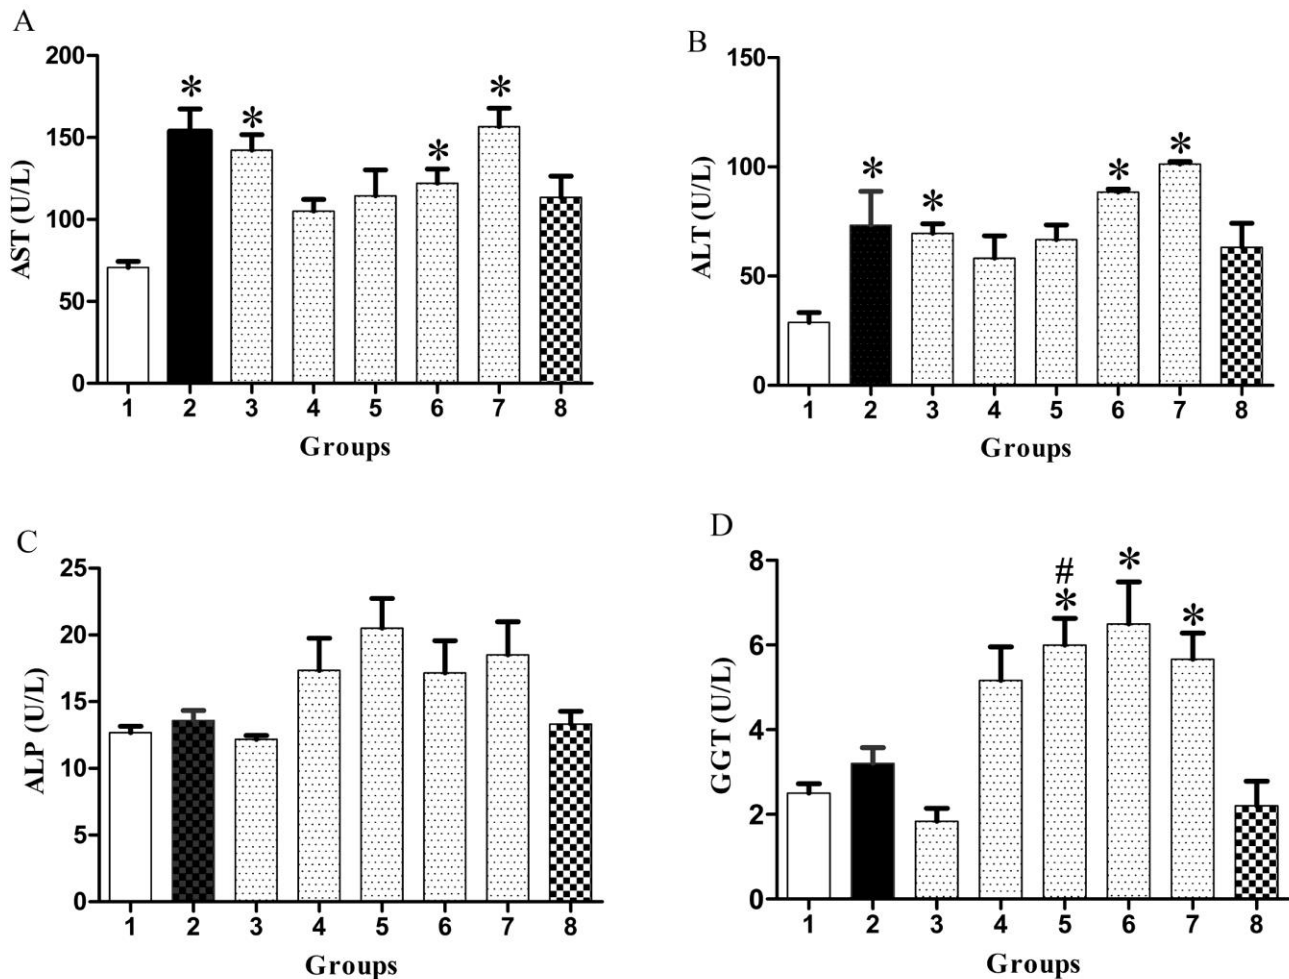 A
200
150
100
50
0
AST (U/L)
* * * *
1 2 3 4 5 6 7 8
Groups
B
150
100
50
0
ALT (U/L)
* * * *
1 2 3 4 5 6 7 8
Groups
C
25
20
15
10
5
0
ALP (U/L)
1 2 3 4 5 6 7 8
Groups
D
8
6
4
2
0
GGT (U/L)
#
* * *
1 2 3 4 5 6 7 8
Groups